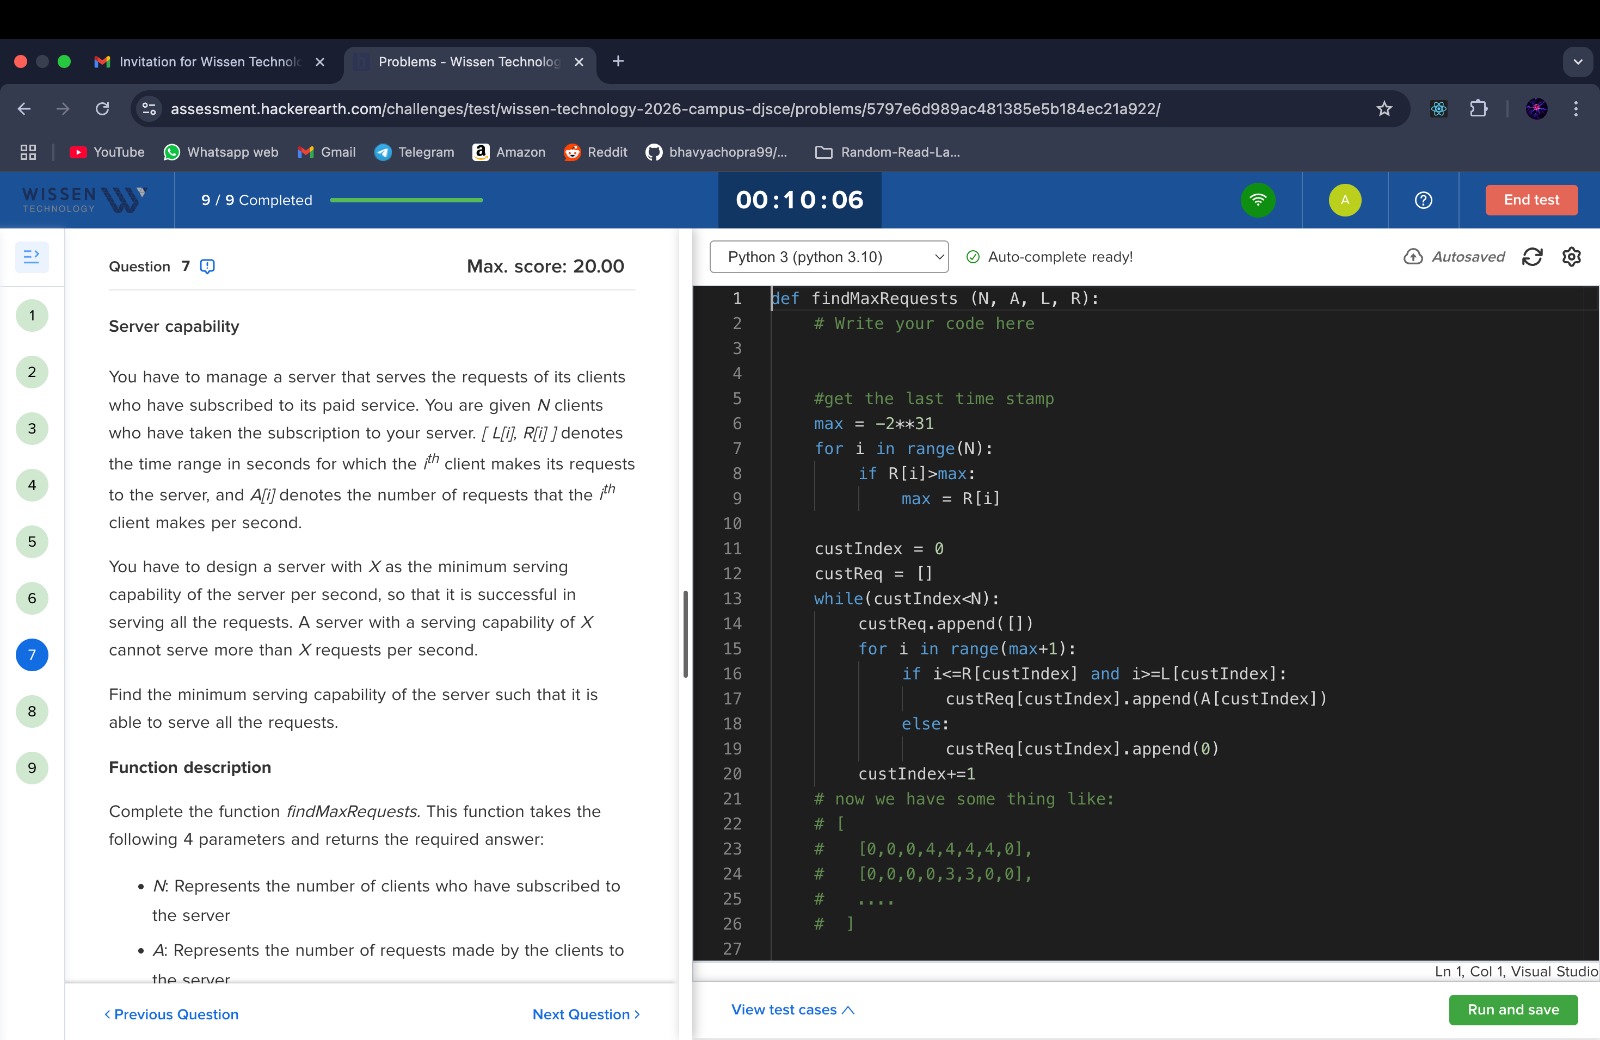 Invitation for Wissen Technolo
Problems - Wissen Technolog
assessment.hackerearth.com/challenges/test/wissen-technology-2026-campus-djsce/problems/5797e6d989ac481385e5b184ec21a922/
YouTube
Whatsapp web
Gmail
Telegram
Amazon
Reddit
bhavyachopra99/...
Random-Read-La...
WISSEN
TECHNOLOGY
9 / 9 Completed
00:10:06
A
End test
Question 7
Max. score: 20.00
1
2
3
4
5
6
7
8
9
Server capability
You have to manage a server that serves the requests of its clients
who have subscribed to its paid service. You are given N clients
who have taken the subscription to your server. [ L[i], R[i] ] denotes
the time range in seconds for which the ith client makes its requests
to the server, and A[i] denotes the number of requests that the ith
client makes per second.
You have to design a server with X as the minimum serving
capability of the server per second, so that it is successful in
serving all the requests. A server with a serving capability of X
cannot serve more than X requests per second.
Find the minimum serving capability of the server such that it is
able to serve all the requests.
Function description
Complete the function findMaxRequests. This function takes the
following 4 parameters and returns the required answer:
• N: Represents the number of clients who have subscribed to
the server
• A: Represents the number of requests made by the clients to
the server
< Previous Question
Next Question >
Python 3 (python 3.10)
Auto-complete ready!
Autosaved
1 def findMaxRequests (N, A, L, R):
2 # Write your code here
3
4
5 #get the last time stamp
6 max = -2**31
7 for i in range(N):
8 if R[i]>max:
9 max = R[i]
10
11 custIndex = 0
12 custReq = []
13 while(custIndex<N):
14 custReq.append([])
15 for i in range(max+1):
16 if i<=R[custIndex] and i>=L[custIndex]:
17 custReq[custIndex].append(A[custIndex])
18 else:
19 custReq[custIndex].append(0)
20 custIndex+=1
21 # now we have some thing like:
22 # [
23 # [0,0,0,4,4,4,4,0],
24 # [0,0,0,0,3,3,0,0],
25 # ....
26 # ]
27
Ln 1, Col 1, Visual Studio
View test cases
Run and save